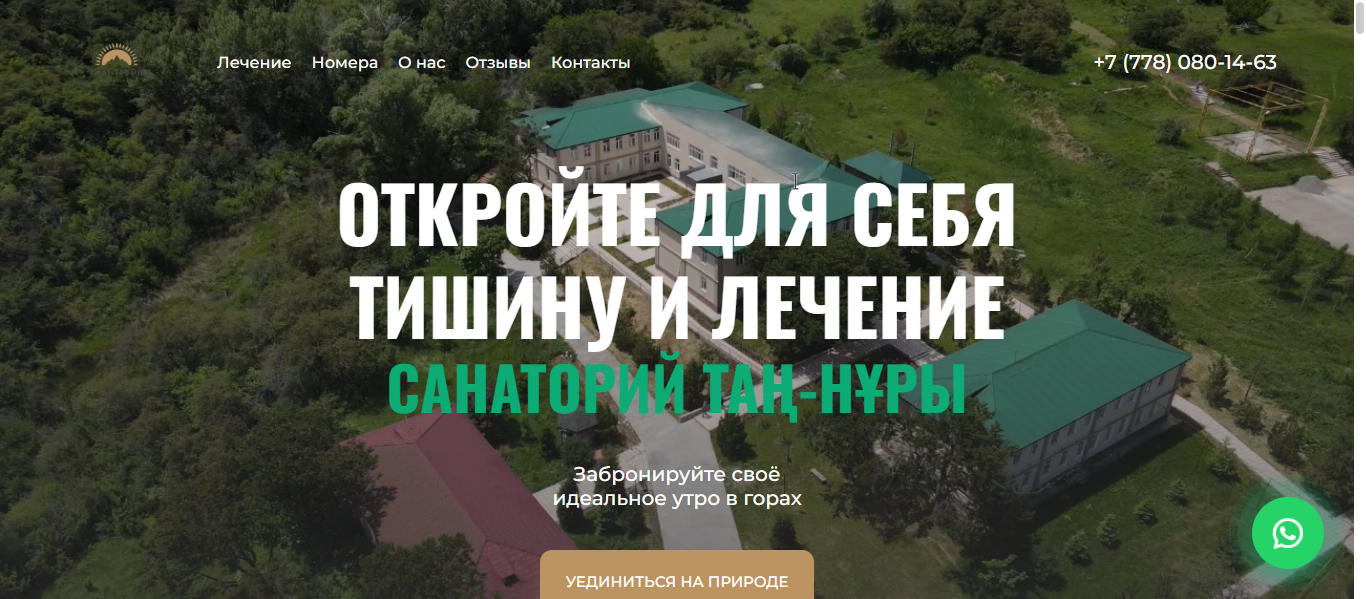 Лечение Номера О нас Отзывы Контакты +7 (778) 080-14-63
ОТКРОЙТЕ ДЛЯ СЕБЯ
ТИШИНУ И ЛЕЧЕНИЕ
САНАТОРИЙ ТАҢ-НҰРЫ
Забронируйте своё
идеальное утро в горах
УЕДИНИТЬСЯ НА ПРИРОДЕ